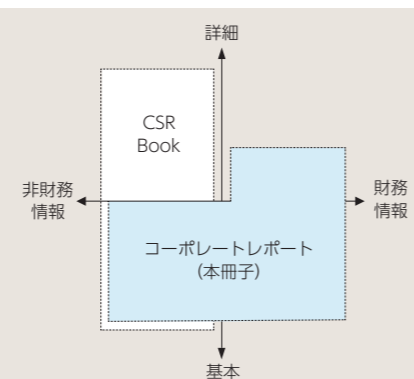 詳細
CSR
Book
非財務
情報
財務
情報
コーポレートレポート
(本冊子)
基本